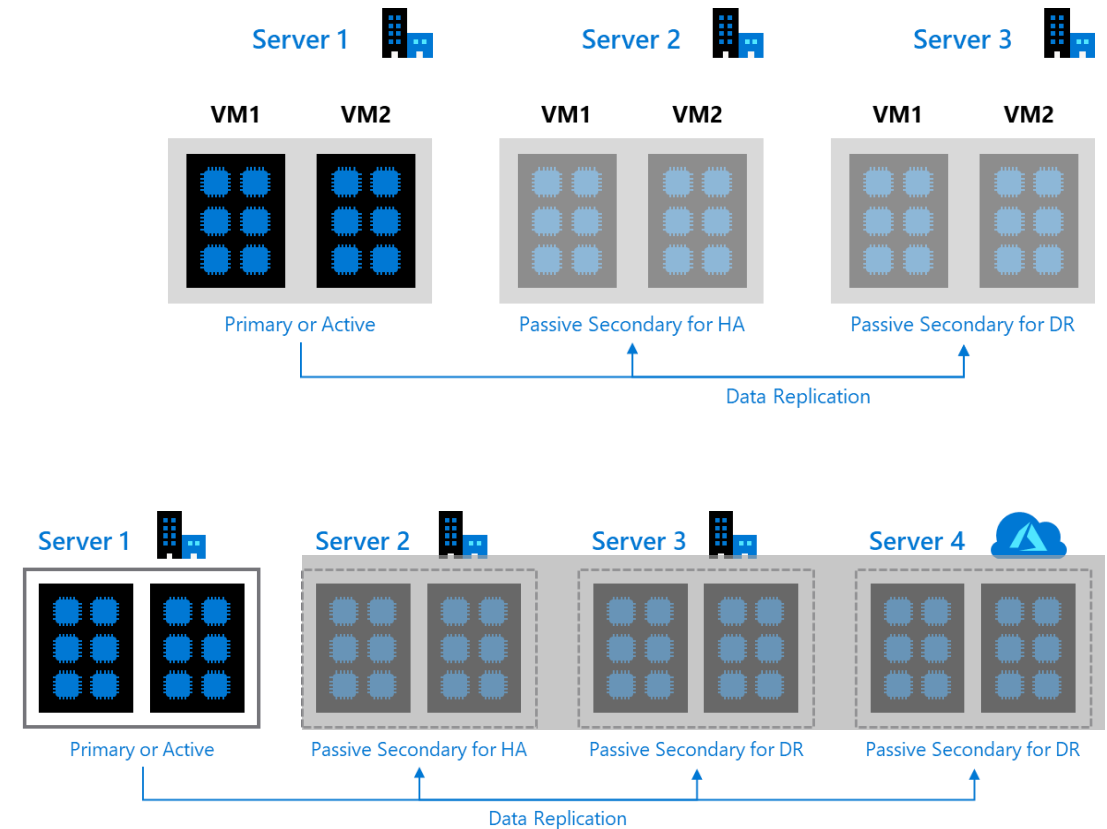 Server 1
Server 2
Server 3
VM1
VM2
VM1
VM2
VM1
VM2
Primary or Active
Passive Secondary for HA
Passive Secondary for DR
Data Replication
Server 1
Server 2
Server 3
Server 4
Primary or Active
Passive Secondary for HA
Passive Secondary for DR
Passive Secondary for DR
Data Replication